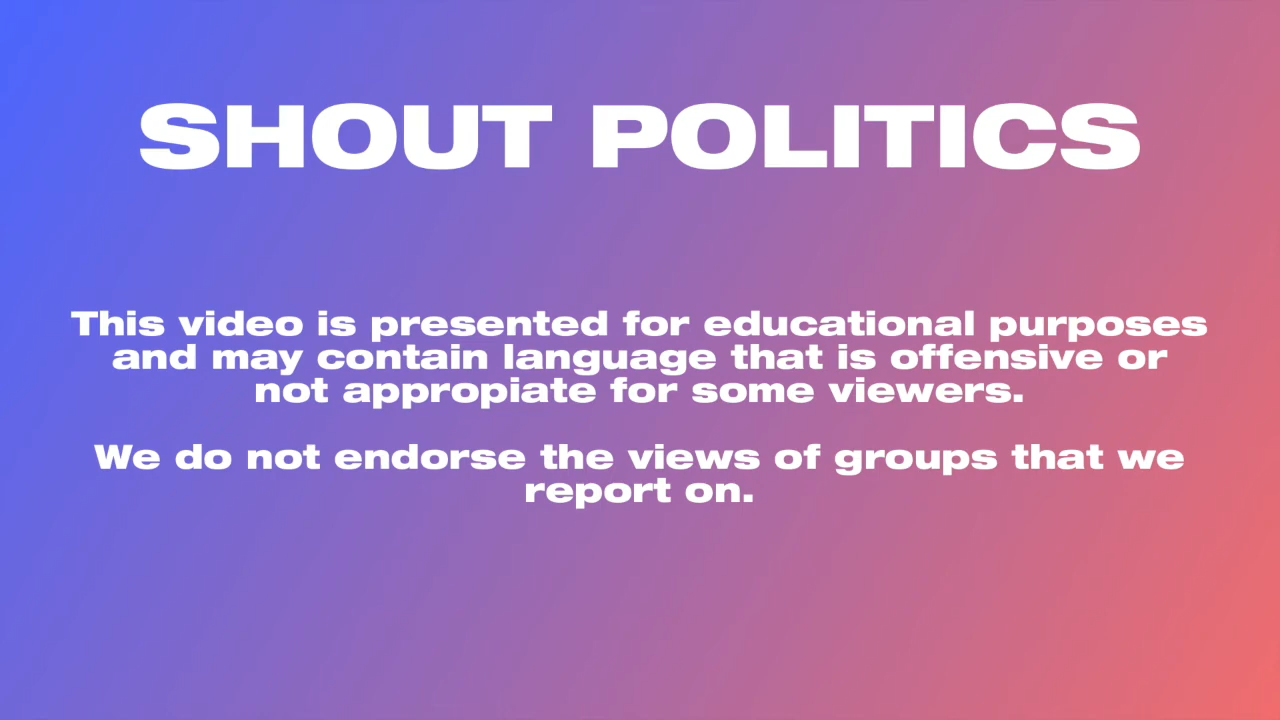 SHOUT POLITICS
This video is presented for educational purposes
and may contain language that is offensive or
not appropiate for some viewers.
We do not endorse the views of groups that we
report on.